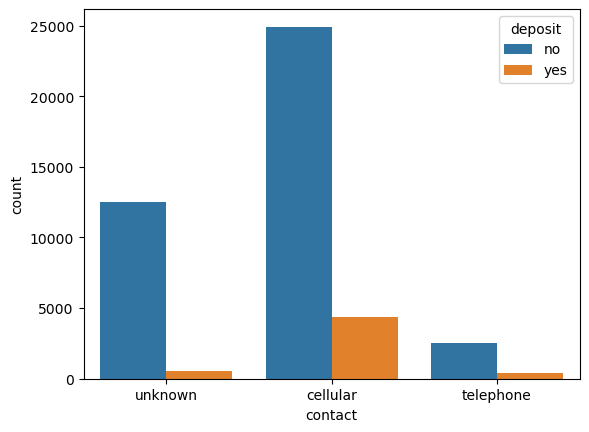 deposit
no
yes
25000
20000
15000
10000
5000
0
count
unknown cellular telephone
contact